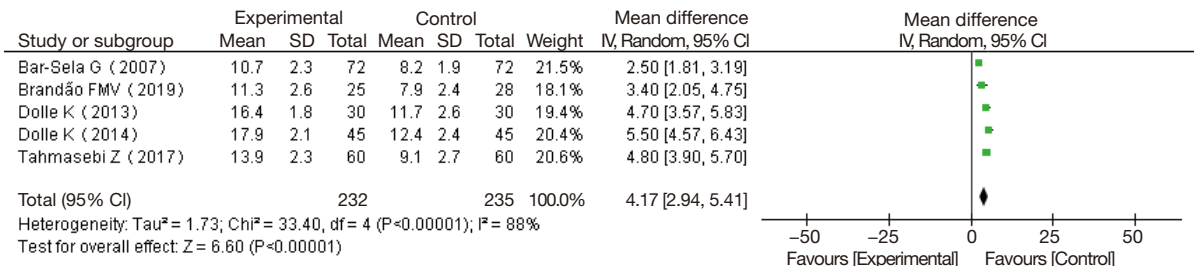 Experimental Control Mean difference Mean difference
Study or subgroup Mean SD Total Mean SD Total Weight IV, Random, 95% CI IV, Random, 95% CI
Bar-Sela G (2007) 10.7 2.3 72 8.2 1.9 72 21.5% 2.50 [1.81, 3.19]
Brandão FMV (2019) 11.3 2.6 25 7.9 2.4 28 18.1% 3.40 [2.05, 4.75]
Dolle K (2013) 16.4 1.8 30 11.7 2.6 30 19.4% 4.70 [3.57, 5.83]
Dolle K (2014) 17.9 2.1 45 12.4 2.4 45 20.4% 5.50 [4.57, 6.43]
Tahmasebi Z (2017) 13.9 2.3 60 9.1 2.7 60 20.6% 4.80 [3.90, 5.70]
Total (95% CI) 232 235 100.0% 4.17 [2.94, 5.41]
Heterogeneity: Tau² = 1.73; Chi² = 33.40, df = 4 (P<0.00001); I² = 88%
Test for overall effect: Z = 6.60 (P<0.00001)
−50 −25 0 25 50
Favours [Experimental] Favours [Control]